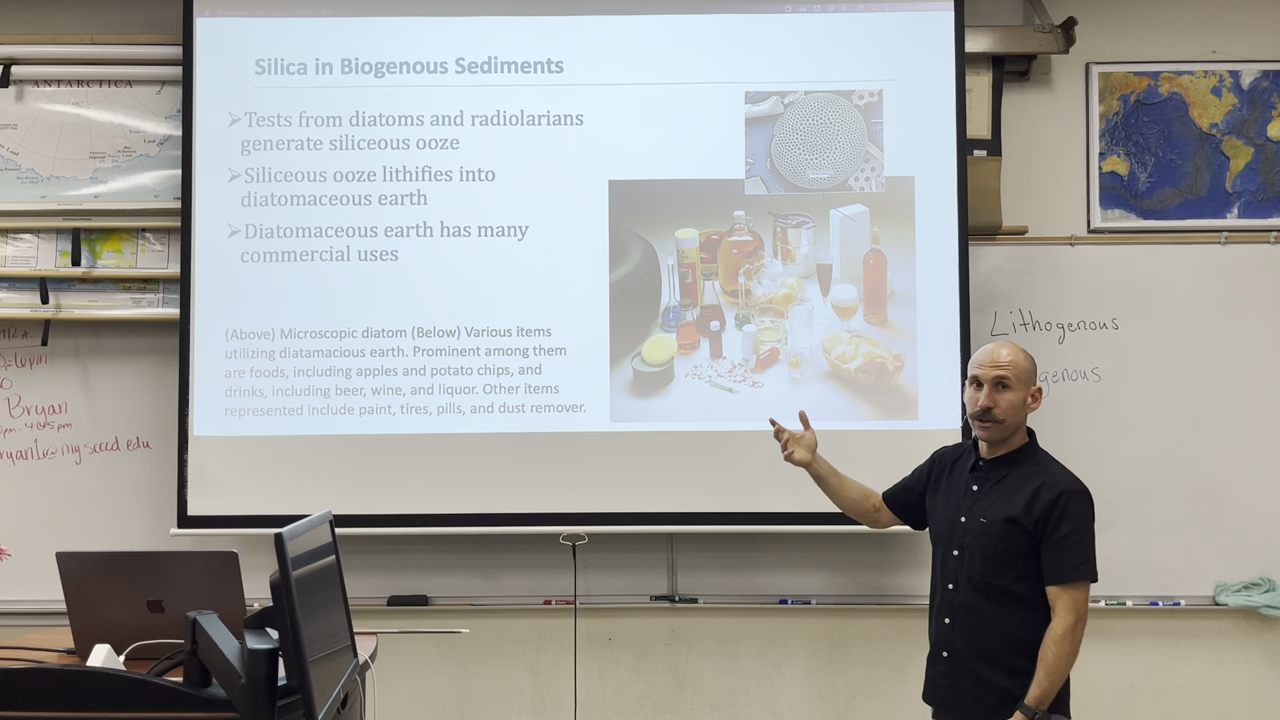 ANTARCTICA
Silica in Biogenous Sediments
➢Tests from diatoms and radiolarians
generate siliceous ooze
➢Siliceous ooze lithifies into
diatomaceous earth
➢Diatomaceous earth has many
commercial uses
(Above) Microscopic diatom (Below) Various items
utilizing diatamacious earth. Prominent among them
are foods, including apples and potato chips, and
drinks, including beer, wine, and liquor. Other items
represented include paint, tires, pills, and dust remover.
Lithogenous
genous
Bryan